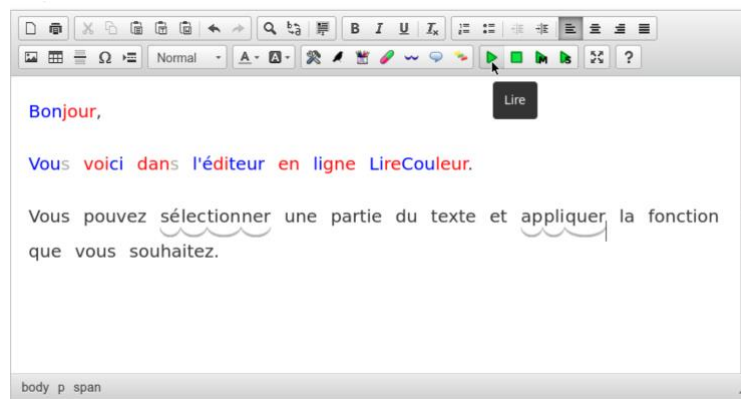 B I U Ix
Normal A A ?
Lire
Bonjour,
Vous voici dans l'éditeur en ligne LireCouleur.
Vous pouvez sélectionner une partie du texte et appliquer la fonction
que vous souhaitez.
body p span